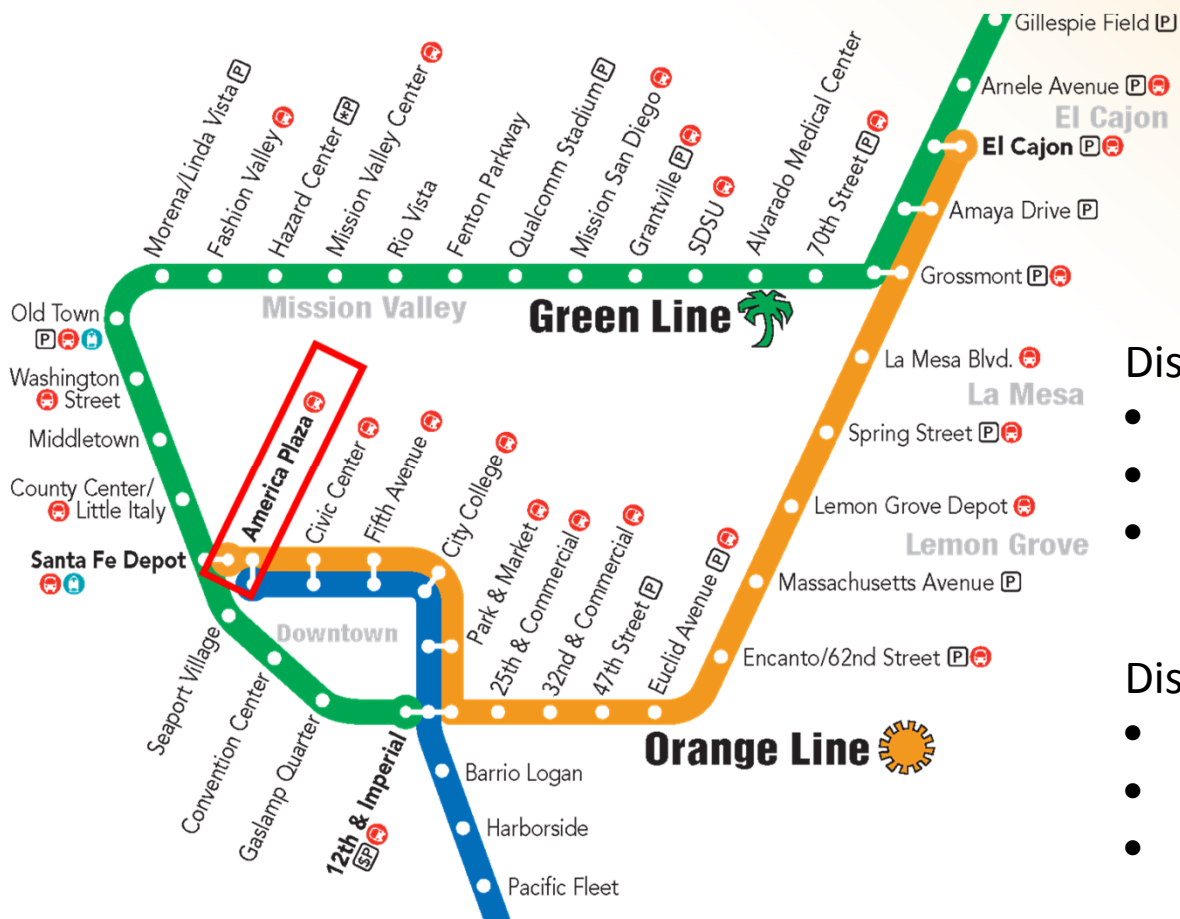 Gillespie Field P
Arnele Avenue P
El Cajon
El Cajon P
Amaya Drive P
Grossmont P
Morena/Linda Vista P
Fashion Valley
Hazard Center *P
Mission Valley Center
Rio Vista
Fenton Parkway
Qualcomm Stadium P
Mission San Diego
Grantville P
SDSU
Alvarado Medical Center
70th Street P
Mission Valley
Green Line
Old Town
P
Washington
Street
Middletown
County Center/
Little Italy
Santa Fe Depot
America Plaza
Civic Center
Fifth Avenue
City College
Park & Market
25th & Commercial
32nd & Commercial
47th Street P
Euclid Avenue P
La Mesa Blvd.
La Mesa
Spring Street P
Lemon Grove Depot
Lemon Grove
Massachusetts Avenue P
Encanto/62nd Street P
Downtown
Seaport Village
Convention Center
Gaslamp Quarter
12th & Imperial
$P
Orange Line
Barrio Logan
Harborside
Pacific Fleet
Dis
•
•
•
Dis
•
•
•